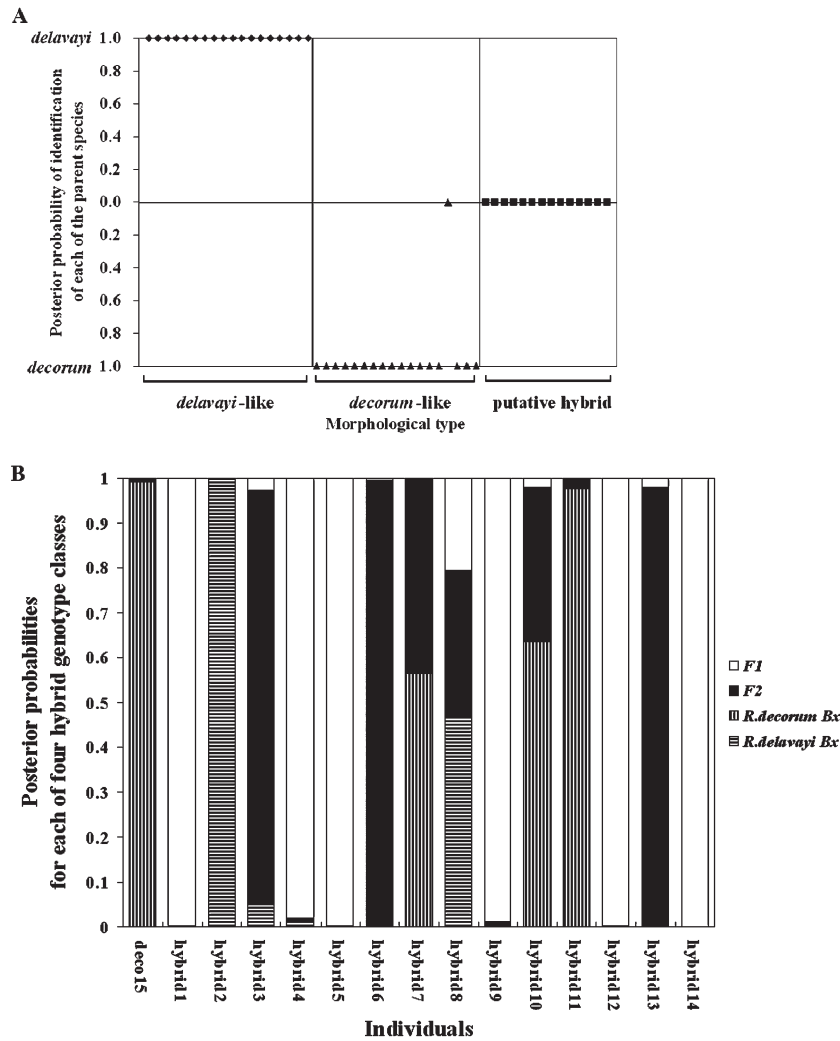 A
delavayi 1.0
0.8
0.6
0.4
0.2
0.0
0.2
0.4
0.6
0.8
decorum 1.0
Posterior probability of identification
of each of the parent species
delavayi-like decorum-like putative hybrid
Morphological type
B
1
0.9
0.8
0.7
0.6
0.5
0.4
0.3
0.2
0.1
0
Posterior probabilities
for each of four hybrid genotype classes
F1
F2
R.decorum Bx
R.delavayi Bx
deco15
hybrid1
hybrid2
hybrid3
hybrid4
hybrid5
hybrid6
hybrid7
hybrid8
hybrid9
hybrid10
hybrid11
hybrid12
hybrid13
hybrid14
Individuals